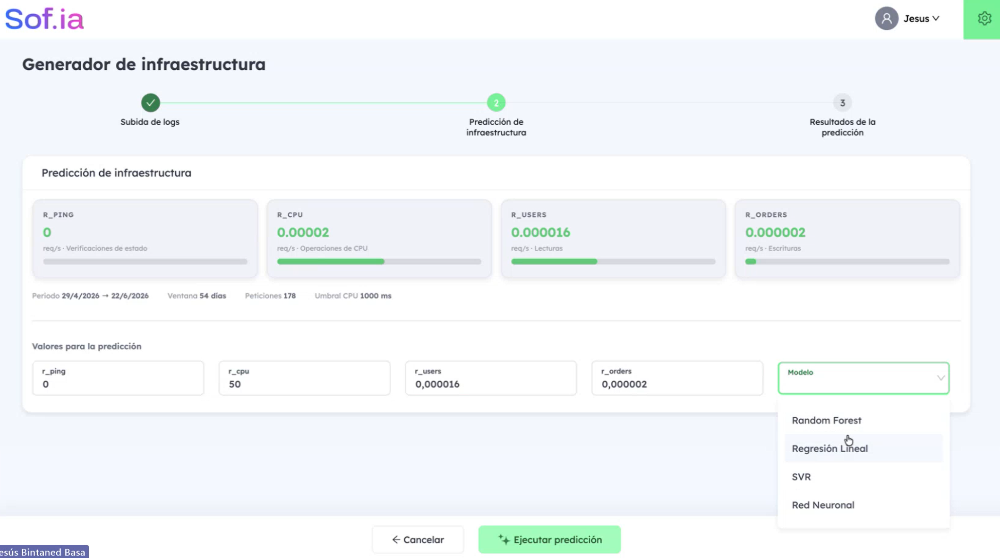 Sof.ia
Jesus
Generador de infraestructura
2
3
Subida de logs
Predicción de
infraestructura
Resultados de la
predicción
Predicción de infraestructura
R_PING
0
req/s · Verificaciones de estado
R_CPU
0.00002
req/s · Operaciones de CPU
R_USERS
0.000016
req/s · Lecturas
R_ORDERS
0.000002
req/s · Escrituras
Periodo 29/4/2026 → 22/6/2026 Ventana 54 días Peticiones 178 Umbral CPU 1000 ms
Valores para la predicción
r_ping
0
r_cpu
50
r_users
0,000016
r_orders
0,000002
Modelo
Random Forest
Regresión Lineal
SVR
Red Neuronal
← Cancelar
Ejecutar predicción
esús Bintaned Basa